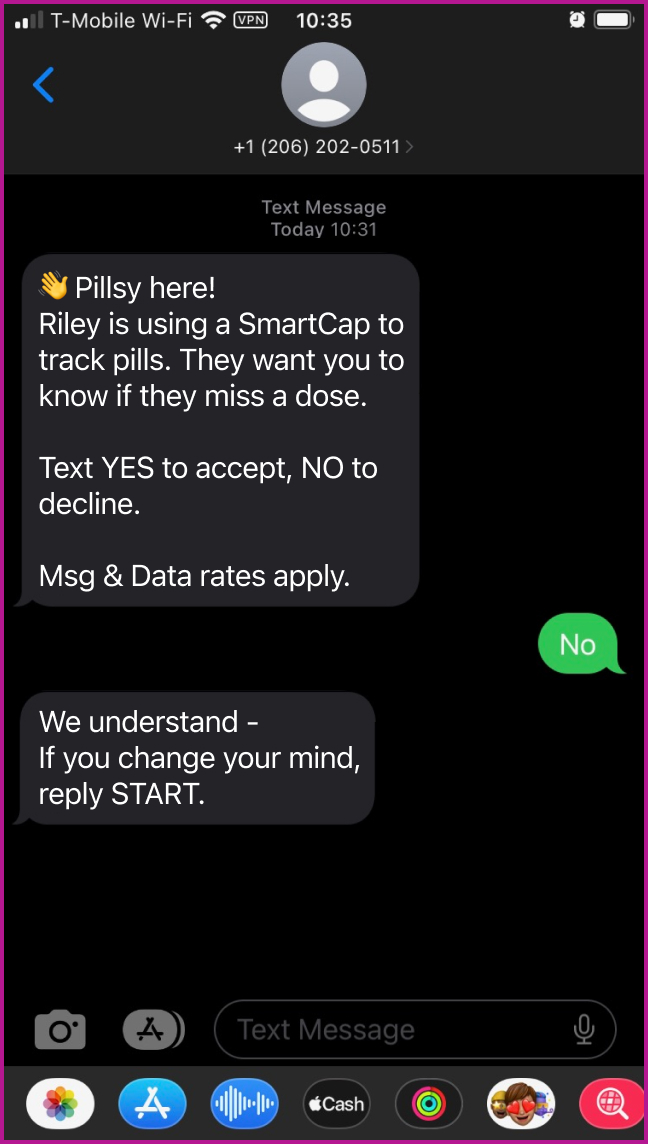 T-Mobile Wi-Fi VPN 10:35
+1 (206) 202-0511
Text Message
Today 10:31
👋 Pillsy here!
Riley is using a SmartCap to
track pills. They want you to
know if they miss a dose.
Text YES to accept, NO to
decline.
Msg & Data rates apply.
No
We understand -
If you change your mind,
reply START.
Text Message
Cash